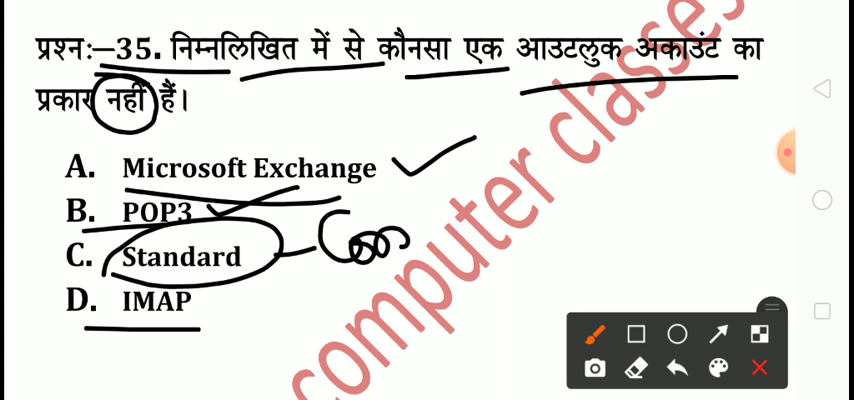 प्रश्नः–35. निम्नलिखित में से कौनसा एक आउटलुक अकाउंट का
प्रकार नहीं हैं।
A. Microsoft Exchange
B. POP3
C. Standard
D. IMAP
computer classes